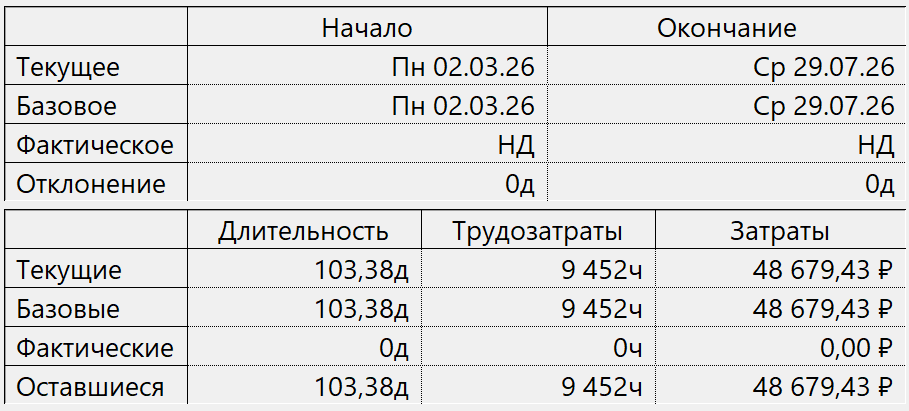 Начало Окончание
Текущее Пн 02.03.26 Ср 29.07.26
Базовое Пн 02.03.26 Ср 29.07.26
Фактическое НД НД
Отклонение 0д 0д
Длительность Трудозатраты Затраты
Текущие 103,38д 9 452ч 48 679,43 ₽
Базовые 103,38д 9 452ч 48 679,43 ₽
Фактические 0д 0ч 0,00 ₽
Оставшиеся 103,38д 9 452ч 48 679,43 ₽